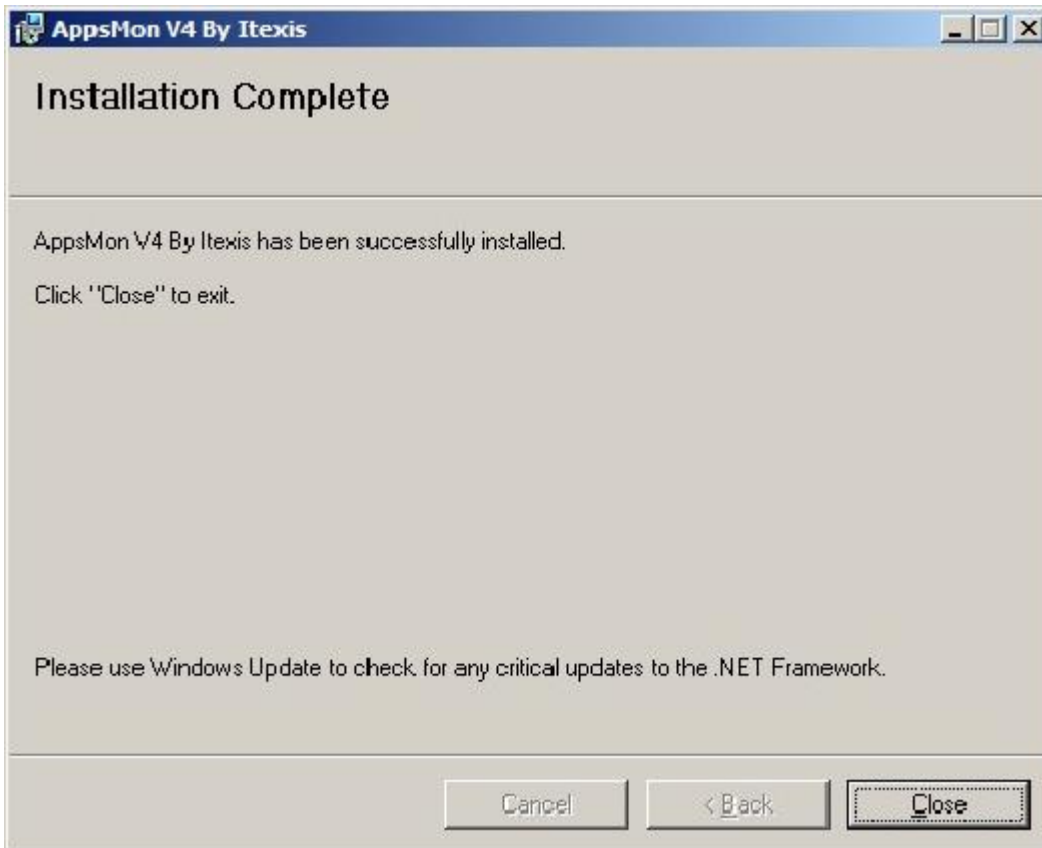 AppsMon V4 By Itexis
Installation Complete
AppsMon V4 By Itexis has been successfully installed.
Click "Close" to exit.
Please use Windows Update to check for any critical updates to the .NET Framework.
Cancel < Back Close